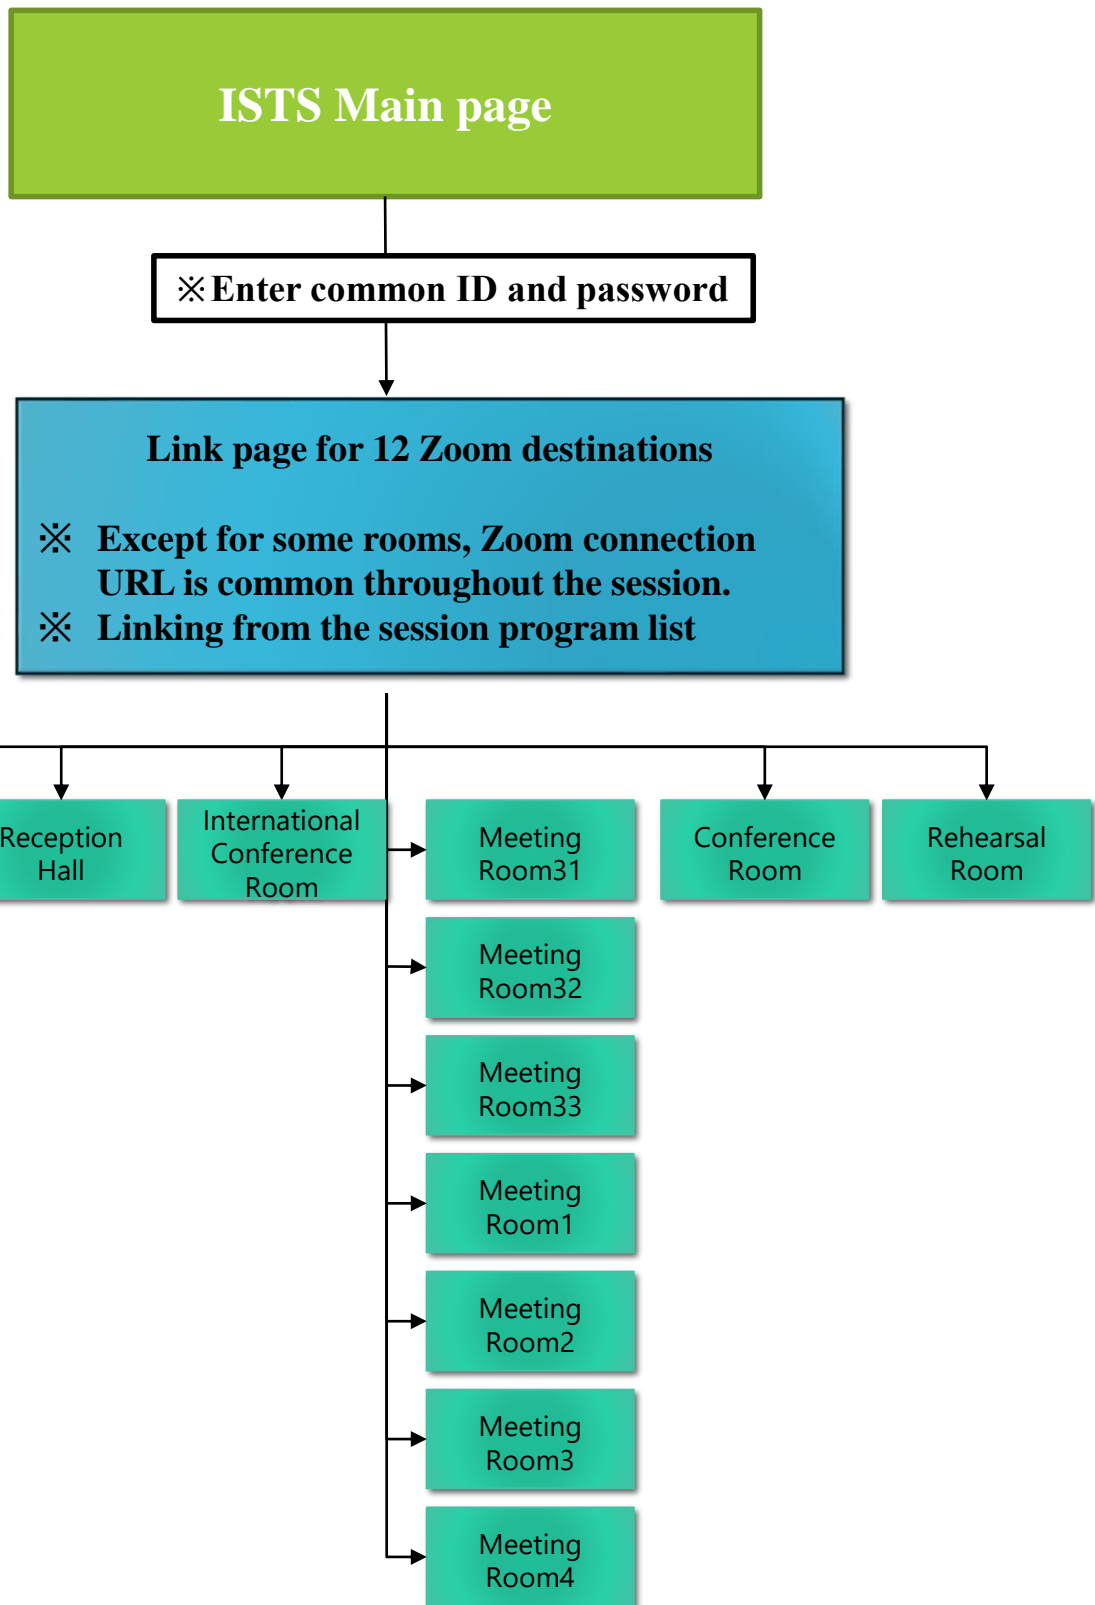 ISTS Main page
※Enter common ID and password
Link page for 12 Zoom destinations
※ Except for some rooms, Zoom connection
URL is common throughout the session.
※ Linking from the session program list
Reception
Hall
International
Conference
Room
Meeting
Room31
Conference
Room
Rehearsal
Room
Meeting
Room32
Meeting
Room33
Meeting
Room1
Meeting
Room2
Meeting
Room3
Meeting
Room4